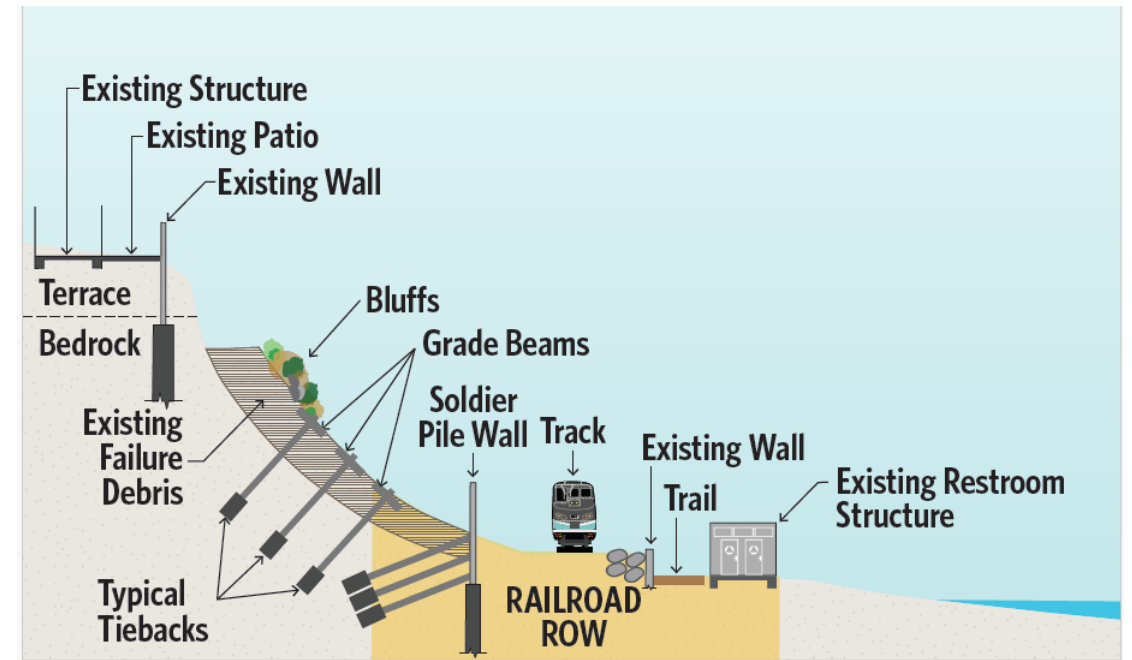 Existing Structure
Existing Patio
Existing Wall
Terrace
Bedrock
Bluffs
Grade Beams
Existing
Failure
Debris
Soldier
Pile Wall
Track
Existing Wall
Trail
Existing Restroom
Structure
Typical
Tiebacks
RAILROAD
ROW